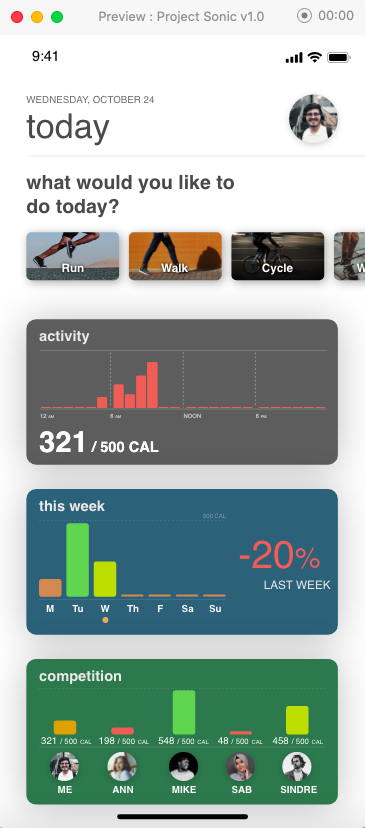 Preview : Project Sonic v1.0
00:00
9:41
WEDNESDAY, OCTOBER 24
today
what would you like to
do today?
Run Walk Cycle W
activity
12 AM 6 AM NOON 6 PM
321 / 500 CAL
this week
500 CAL
-20%
LAST WEEK
M Tu W Th F Sa Su
competition
321 / 500 CAL 198 / 500 CAL 548 / 500 CAL 48 / 500 CAL 458 / 500 CAL
ME ANN MIKE SAB SINDRE